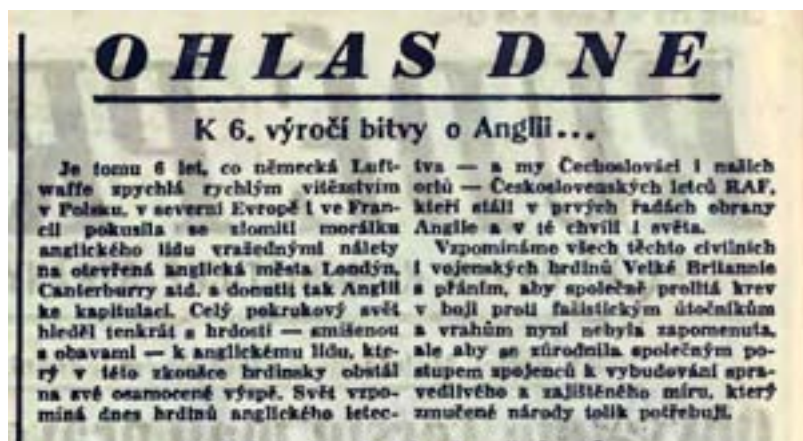 OHLAS DNE
K 6. výročí bitvy o Anglii...
Je tomu 6 let, co německá Luft-
waffe zpychlá rychlým vítězstvím
v Polsku, v severní Evropě i ve Fran-
cii pokusila se zlomiti morálku
anglického lidu vražednými nálety
na otevřená anglická města Londýn,
Canterburry atd. a donutit tak Anglii
ke kapitulaci. Celý pokrokový svět
hleděl tenkrát s hrdostí — smíšenou
s obavami — k anglickému lidu, kte-
rý v této zkoušce hrdinsky obstál
na své osamocené výspě. Svět vzpo-
míná dnes hrdinů anglického letec-
tva — a my Čechoslováci i našich
orlů — Československých letců RAF,
kteří stáli v prvých řadách obrany
Anglie a v té chvíli i světa.
Vzpomínáme všech těchto civilních
i vojenských hrdinů Velké Britannie
s přáním, aby společně prolitá krev
v boji proti fašistickým útočníkům
a vrahům nyní nebyla zapomenuta,
ale aby se zúrodnila společným po-
stupem spojenců k vybudování spra-
vedlivého a zajištěného míru, který
zmučené národy tolik potřebují.